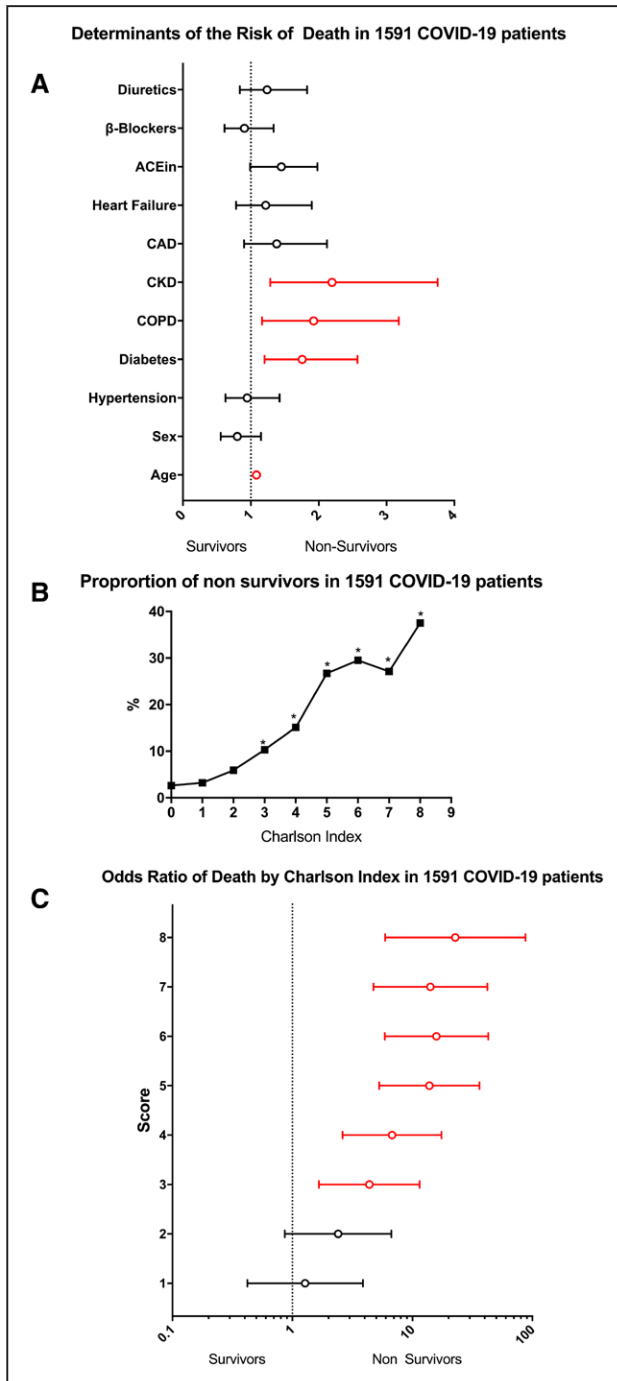 Determinants of the Risk of Death in 1591 COVID-19 patients
A
Diuretics
β-Blockers
ACEin
Heart Failure
CAD
CKD
COPD
Diabetes
Hypertension
Sex
Age
0 1 2 3 4
Survivors Non-Survivors
B
Proprortion of non survivors in 1591 COVID-19 patients
%
40
30
20
10
0
* * * * * *
0 1 2 3 4 5 6 7 8 9
Charlson Index
Odds Ratio of Death by Charlson Index in 1591 COVID-19 patients
C
Score
8
7
6
5
4
3
2
1
0.1 1 10 100
Survivors Non Survivors